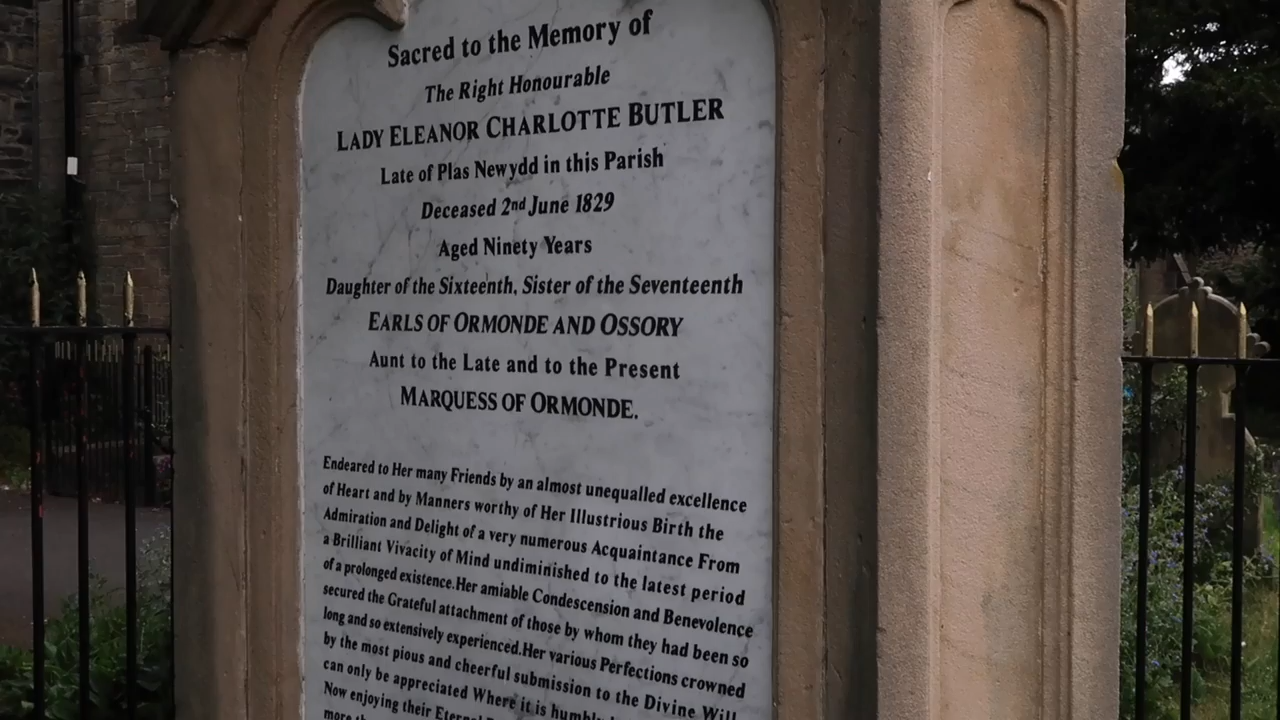 Sacred to the Memory of
The Right Honourable
LADY ELEANOR CHARLOTTE BUTLER
Late of Plas Newydd in this Parish
Deceased 2nd June 1829
Aged Ninety Years
Daughter of the Sixteenth, Sister of the Seventeenth
EARLS OF ORMONDE AND OSSORY
Aunt to the Late and to the Present
MARQUESS OF ORMONDE.
Endeared to Her many Friends by an almost unequalled excellence
of Heart and by Manners worthy of Her Illustrious Birth the
Admiration and Delight of a very numerous Acquaintance From
a Brilliant Vivacity of Mind undiminished to the latest period
of a prolonged existence.Her amiable Condescension and Benevolence
secured the Grateful attachment of those by whom they had been so
long and so extensively experienced.Her various Perfections crowned
by the most pious and cheerful submission to the Divine Will
can only be appreciated Where it is
Now enjoying their
more